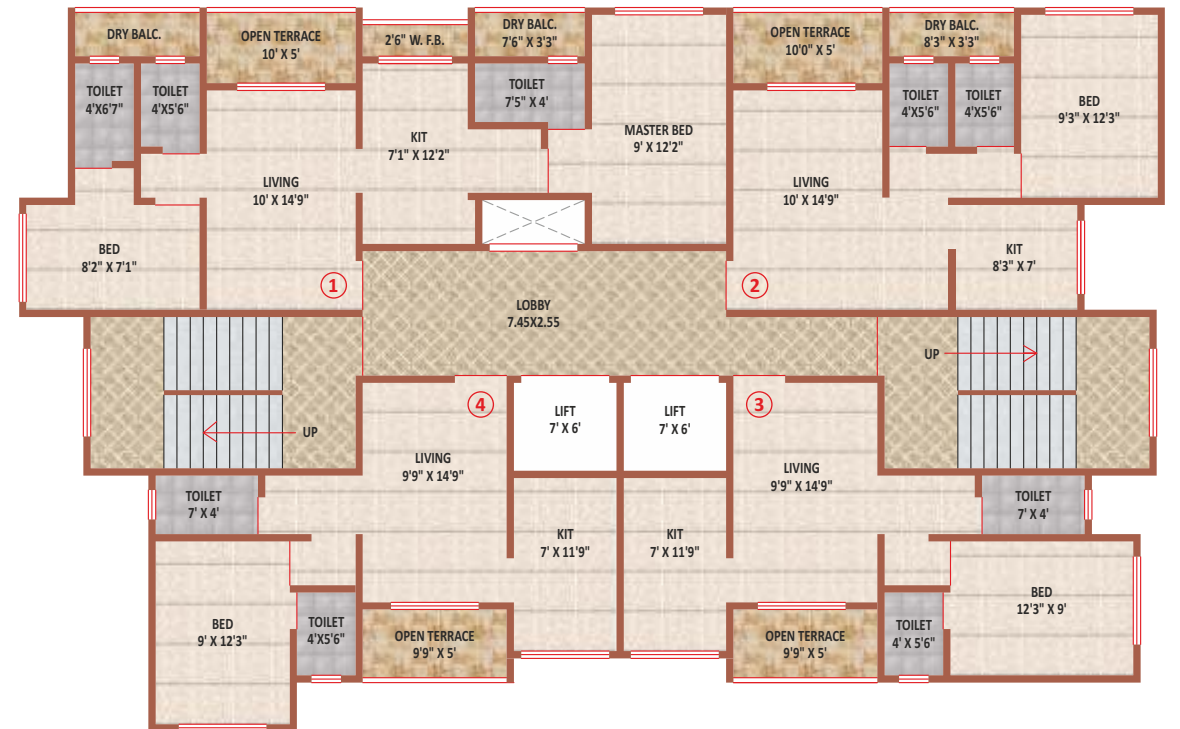 DRY BALC.
OPEN TERRACE
10' X 5'
2'6" W. F.B.
DRY BALC.
7'6" X 3'3"
OPEN TERRACE
10'0" X 5'
DRY BALC.
8'3" X 3'3"
TOILET
4'X6'7"
TOILET
4'X5'6"
TOILET
7'5" X 4'
TOILET
4'X5'6"
TOILET
4'X5'6"
BED
9'3" X 12'3"
KIT
7'1" X 12'2"
MASTER BED
9' X 12'2"
LIVING
10' X 14'9"
LIVING
10' X 14'9"
BED
8'2" X 7'1"
KIT
8'3" X 7'
1
2
LOBBY
7.45X2.55
UP
UP
4
3
LIFT
7' X 6'
LIFT
7' X 6'
LIVING
9'9" X 14'9"
LIVING
9'9" X 14'9"
TOILET
7' X 4'
TOILET
7' X 4'
KIT
7' X 11'9"
KIT
7' X 11'9"
BED
9' X 12'3"
TOILET
4'X5'6"
OPEN TERRACE
9'9" X 5'
OPEN TERRACE
9'9" X 5'
TOILET
4' X 5'6"
BED
12'3" X 9'